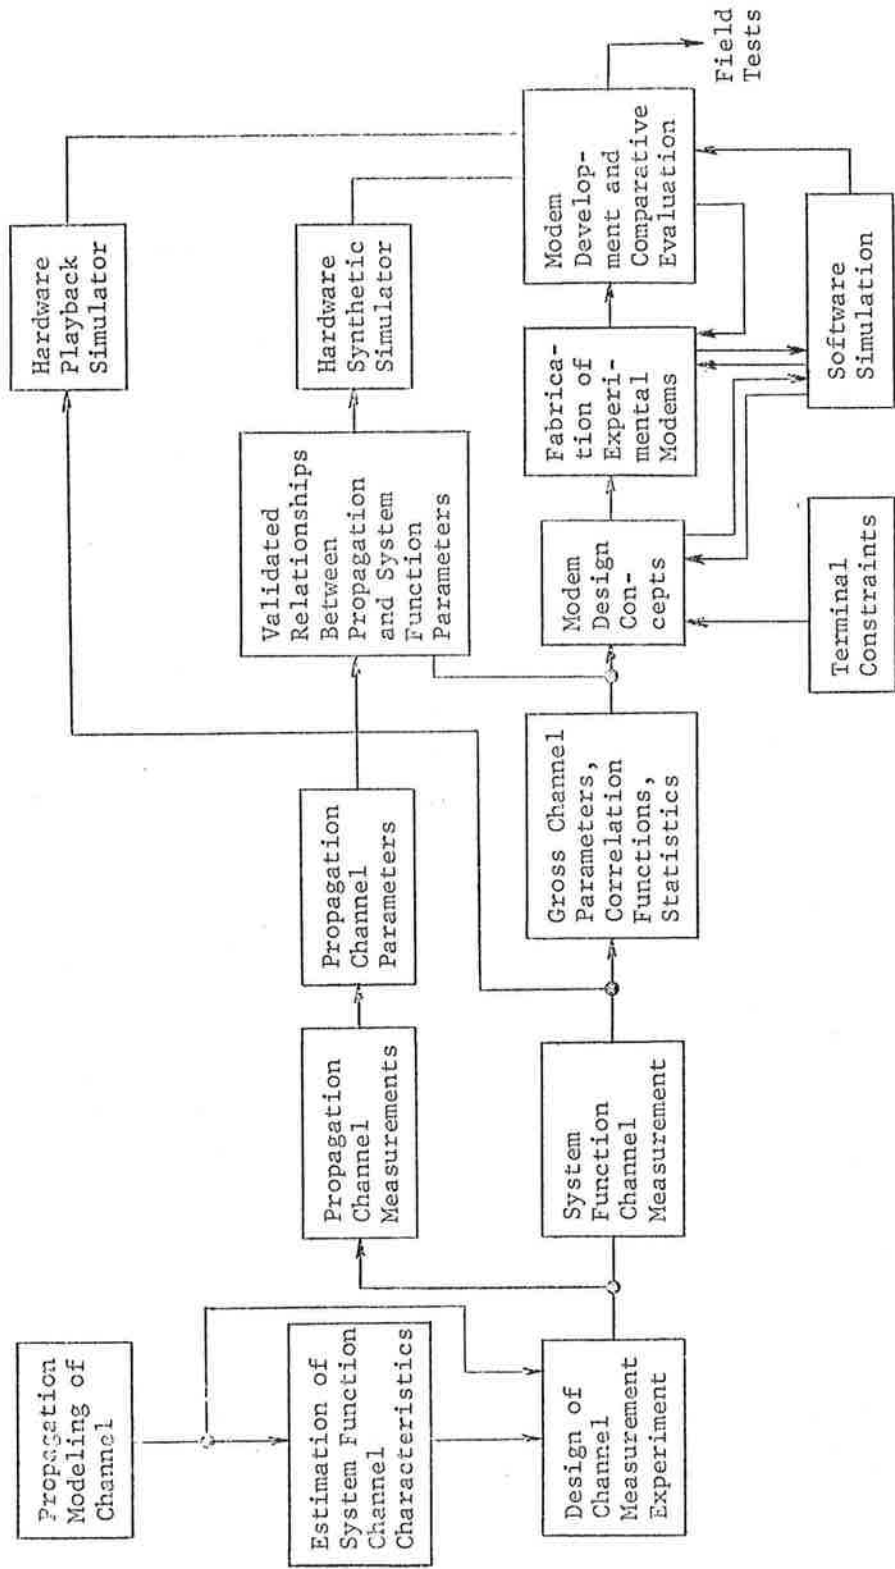 Propagation
Modeling of
Channel
Estimation of
System Function
Channel
Characteristics
Design of
Channel
Measurement
Experiment
Propagation
Channel
Measurements
System
Function
Channel
Measurement
Propagation
Channel
Parameters
Gross Channel
Parameters,
Correlation
Functions,
Statistics
Validated
Relationships
Between
Propagation
and System
Function
Parameters
Hardware
Playback
Simulator
Hardware
Synthetic
Simulator
Modem
Design
Con-
cepts
Terminal
Constraints
Fabrica-
tion of
Experi-
mental
Modems
Modem
Develop-
ment and
Comparative
Evaluation
Software
Simulation
Field
Tests